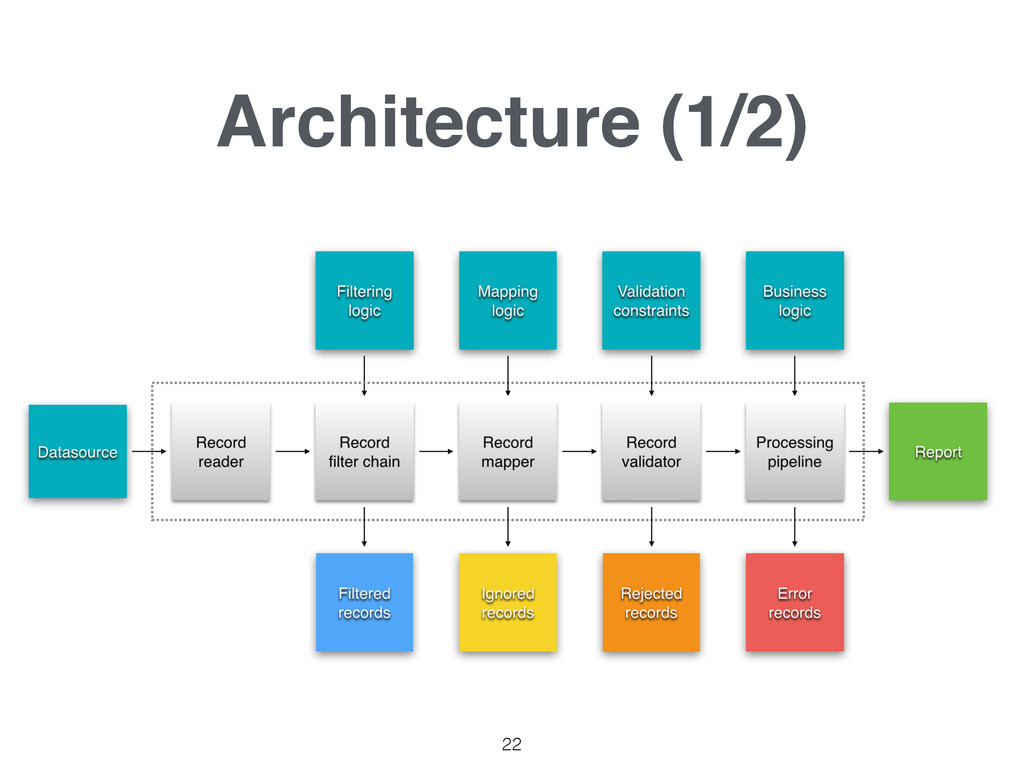 Architecture (1/2)
Filtering
logic
Mapping
logic
Validation
constraints
Business
logic
Datasource
Record
reader
Record
filter chain
Record
mapper
Record
validator
Processing
pipeline
Report
Filtered
records
Ignored
records
Rejected
records
Error
records
22